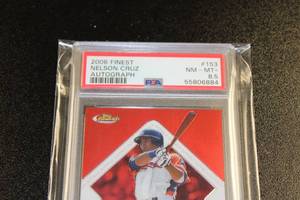 2006 FINEST #153
NELSON CRUZ NM-MT+
AUTOGRAPH 8.5
PSA 55806884
Finest